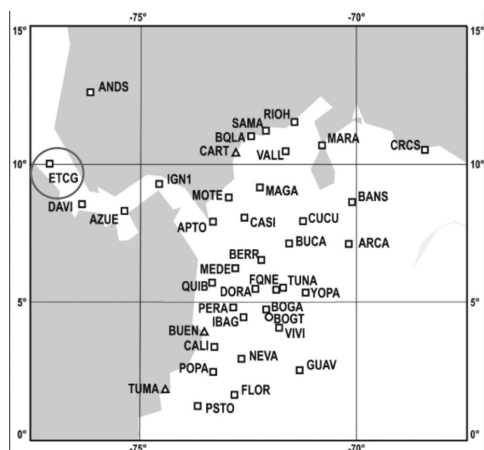 -75° -70°
15° 15°
ANDS
RIOH
SAMA
BQLA
MARA
CART
VALL
CRCS
10° 10°
ETCG
IGN1
MAGA
MOTE
BANS
DAVI
AZUE
CASI
CUCU
APTO
BUCA
ARCA
BERR
MEDE
QUIB
FQNE
TUNA
DORA
YOPA
5° 5°
PERA
BOGA
IBAG
BOGT
BUEN
VIVI
CALI
NEVA
POPA
GUAV
TUMA
FLOR
PSTO
0° 0°
-75° -70°